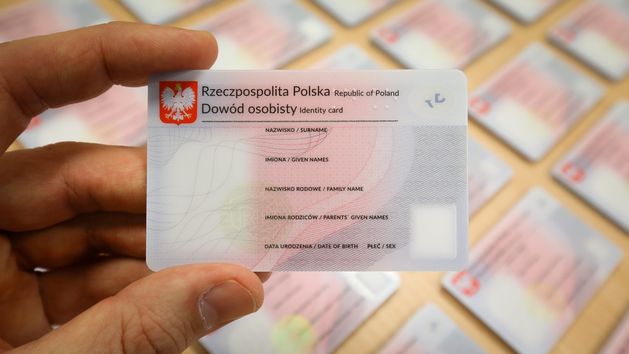 Rzeczpospolita Polska Republic of Poland
Dowód osobisty Identity card
NAZWISKO / SURNAME
IMIONA / GIVEN NAMES
NAZWISKO RODOWE / FAMILY NAME
IMIONA RODZICÓW / PARENTS' GIVEN NAMES
DATA URODZENIA / DATE OF BIRTH PŁEĆ / SEX